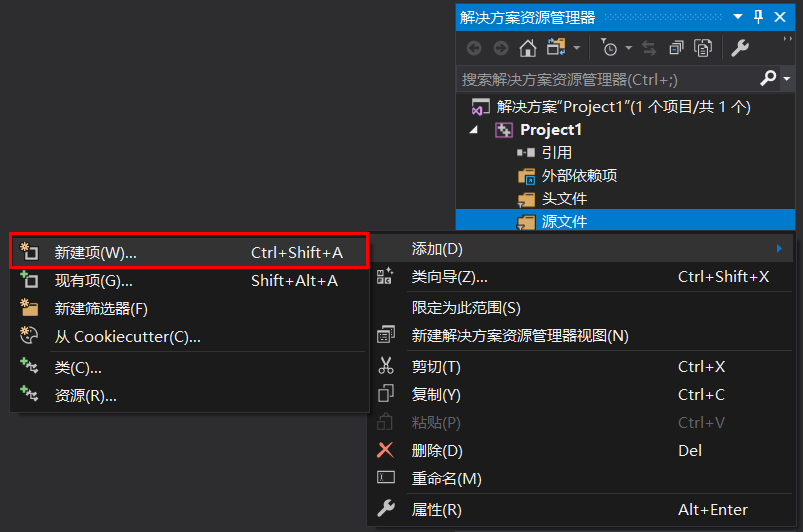 解决方案资源管理器
搜索解决方案资源管理器(Ctrl+;)
解决方案"Project1"(1 个项目/共 1 个)
Project1
引用
外部依赖项
头文件
源文件
新建项(W)... Ctrl+Shift+A
现有项(G)... Shift+Alt+A
新建筛选器(F)
从 Cookiecutter(C)...
类(C)...
资源(R)...
添加(D)
类向导(Z)... Ctrl+Shift+X
限定为此范围(S)
新建解决方案资源管理器视图(N)
剪切(T) Ctrl+X
复制(Y) Ctrl+C
粘贴(P) Ctrl+V
删除(D) Del
重命名(M)
属性(R) Alt+Enter